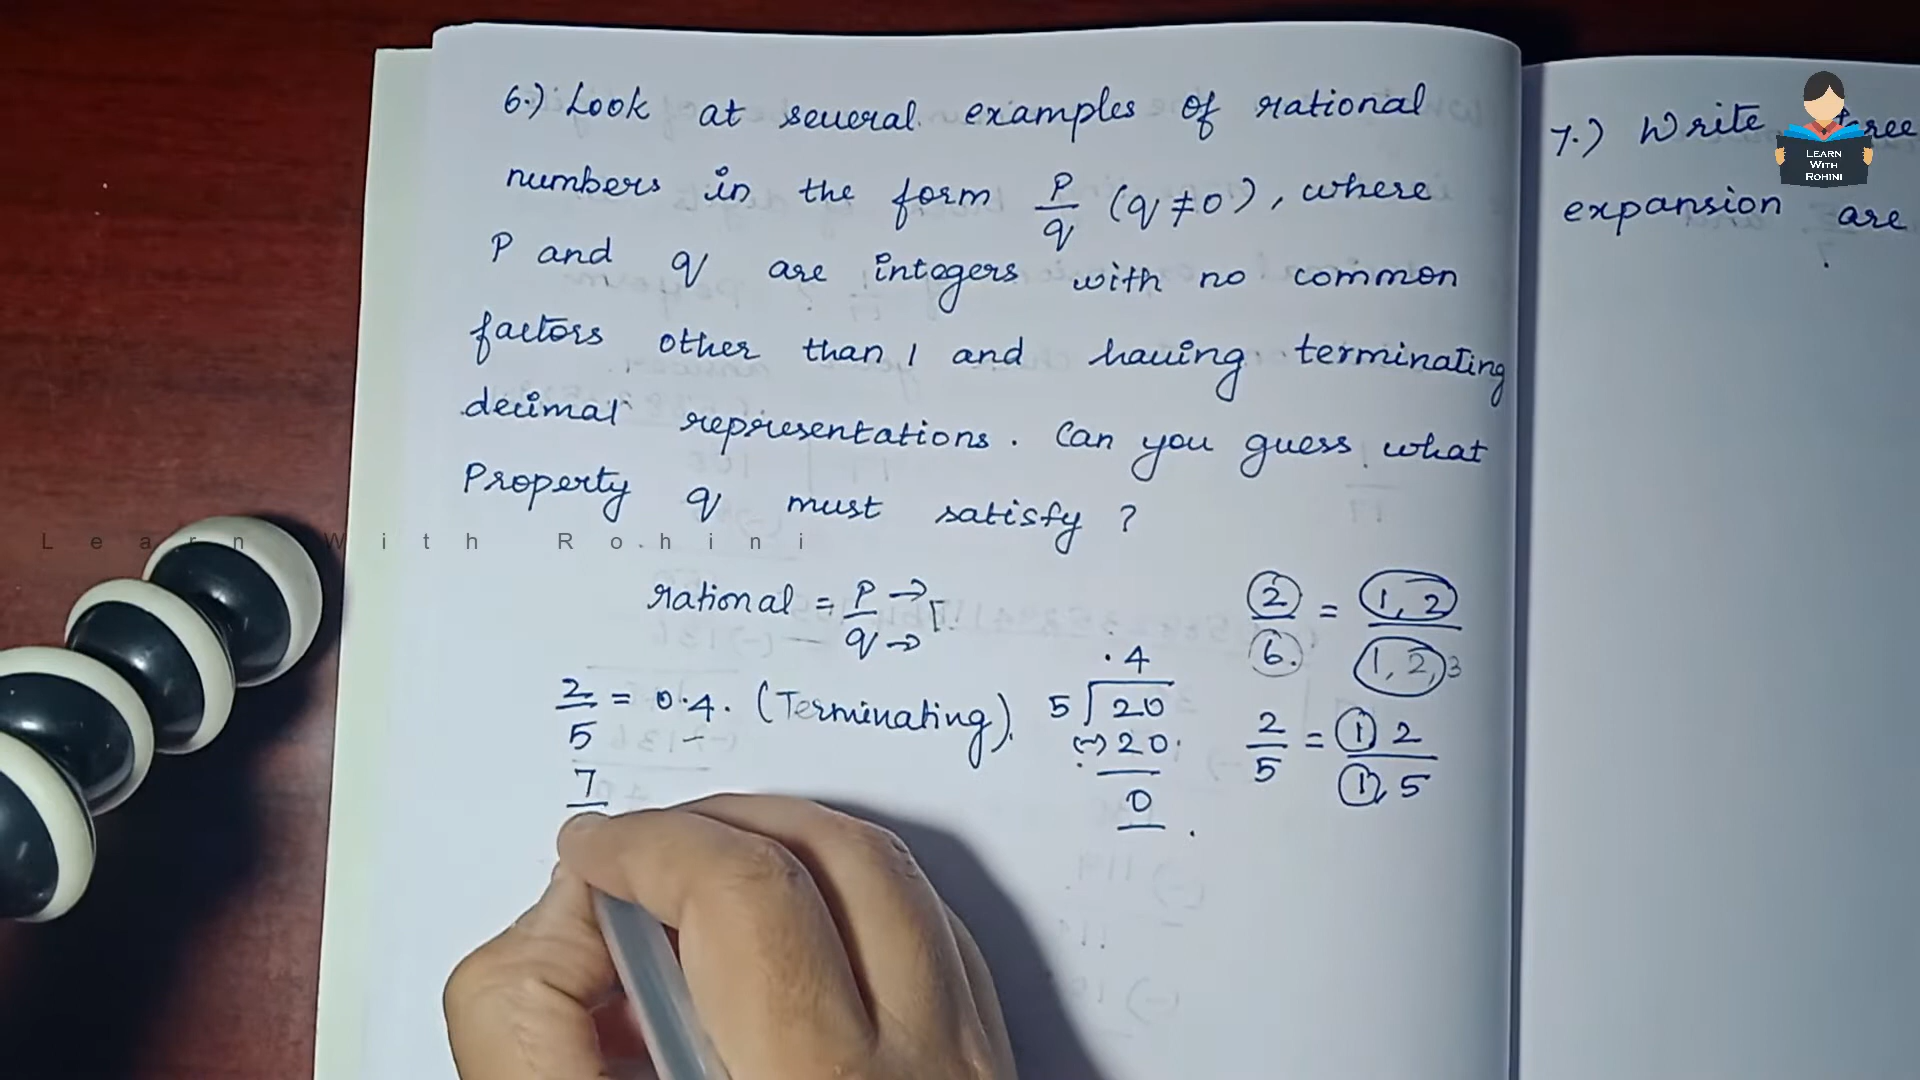 6.) Look at several examples of rational
numbers in the form P/q (q ≠ 0), where
P and q are integers with no common
factors other than 1 and having terminating
decimal representations. Can you guess what
Property q must satisfy ?
rational = P/q → I
2/5 = 0.4. (Terminating).
.4
5 20
(-) 20
0
2/6 = 1, 2 / 1, 2, 3
2/5 = 1 2 / 1, 5
7
7.) Write three
expansion are
LEARN
WITH
ROHINI
Learn With Rohini